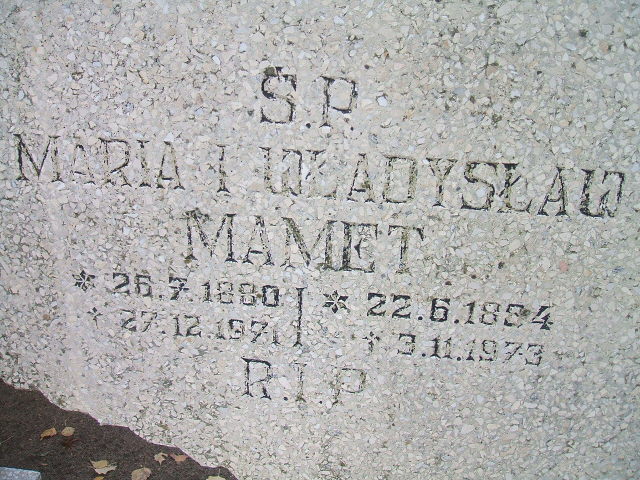 S.P.
MARIA I WŁADYSŁAW
MAMET
* 26.7.1880 * 22.6.1884
† 27.12.1971 † 3.11.1973
R.I.P